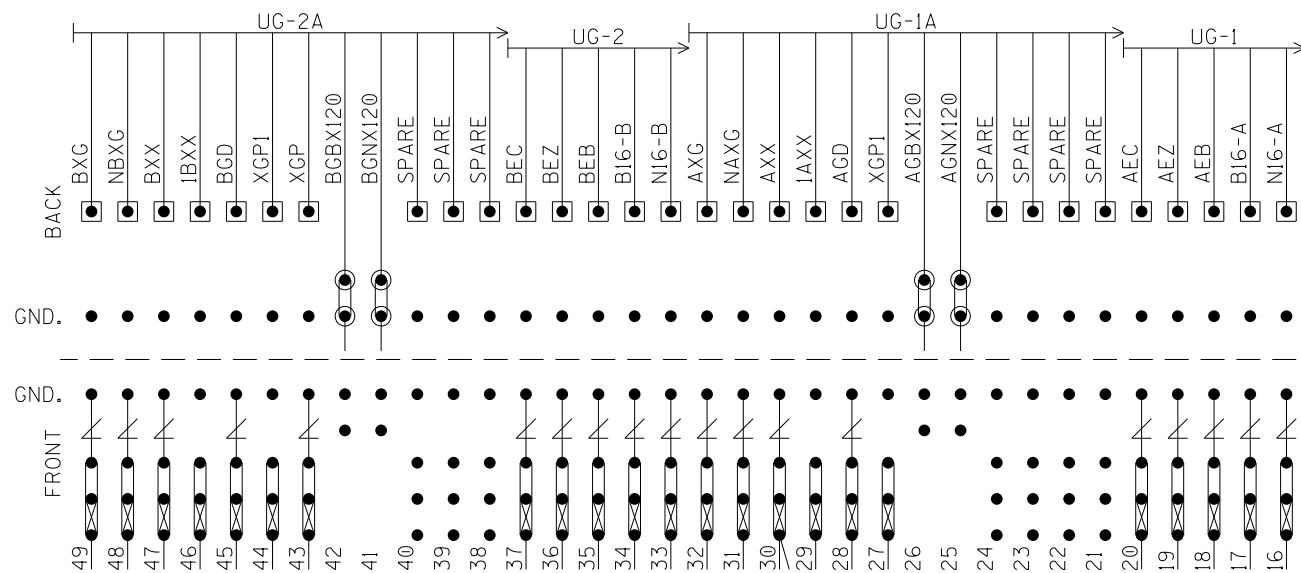 UG-2A
UG-2
UG-1A
UG-1
BXG
NBXG
BXX
1BXX
BGD
XGP1
XGP
BGBX120
BGNX120
SPARE
SPARE
SPARE
BEC
BEZ
BEB
B16-B
N16-B
AXG
NAXG
AXX
1AXX
AGD
XGP1
AGBX120
AGNX120
SPARE
SPARE
SPARE
SPARE
AEC
AEZ
AEB
B16-A
N16-A
BACK
GND.
GND.
FRONT
49
48
47
46
45
44
43
42
41
40
39
38
37
36
35
34
33
32
31
30
29
28
27
26
25
24
23
22
21
20
19
18
17
16